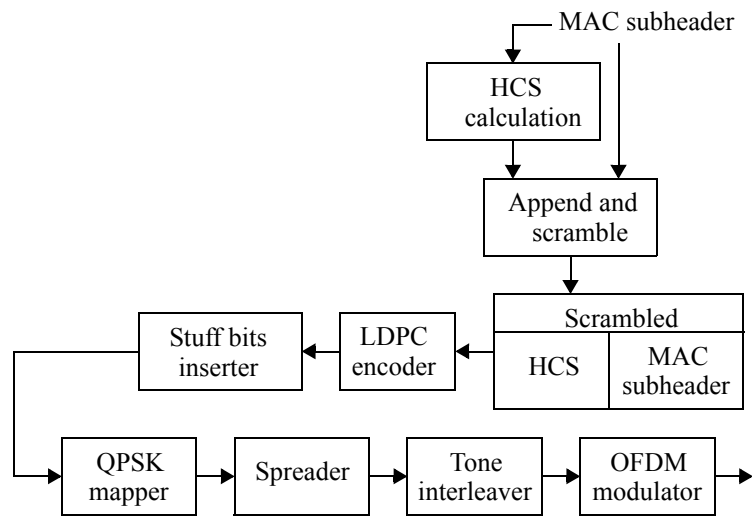 MAC subheader
HCS
calculation
Append and
scramble
Scrambled
HCS
MAC
subheader
LDPC
encoder
Stuff bits
inserter
QPSK
mapper
Spreader
Tone
interleaver
OFDM
modulator